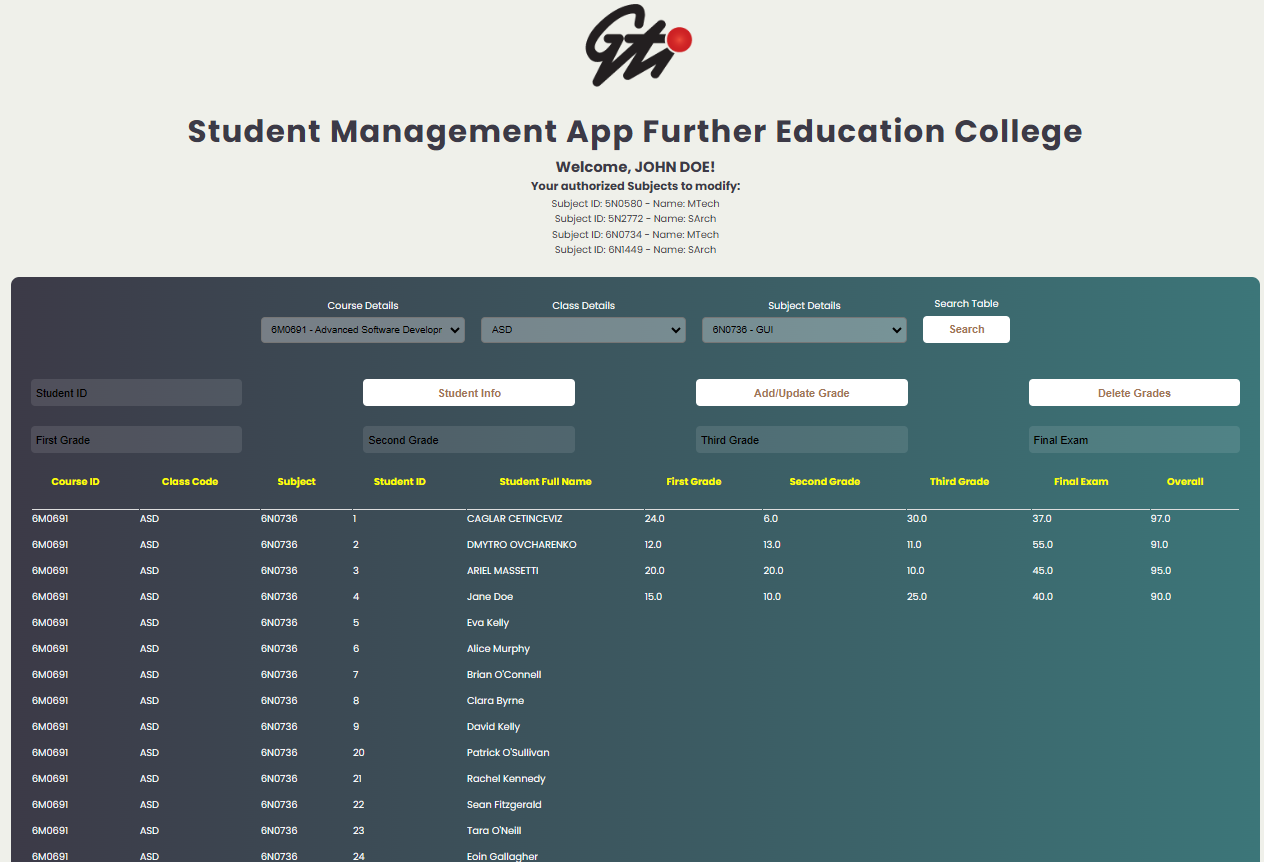 Gti
Student Management App Further Education College
Welcome, JOHN DOE!
Your authorized Subjects to modify:
Subject ID: 5N0580 - Name: MTech
Subject ID: 5N2772 - Name: SArch
Subject ID: 6N0734 - Name: MTech
Subject ID: 6N1449 - Name: SArch
Course Details Class Details Subject Details Search Table
6M0691 - Advanced Software Developr ASD 6N0736 - GUI Search
Student ID Student Info Add/Update Grade Delete Grades
First Grade Second Grade Third Grade Final Exam
Course ID Class Code Subject Student ID Student Full Name First Grade Second Grade Third Grade Final Exam Overall
6M0691 ASD 6N0736 1 CAGLAR CETINCEVIZ 24.0 6.0 30.0 37.0 97.0
6M0691 ASD 6N0736 2 DMYTRO OVCHARENKO 12.0 13.0 11.0 55.0 91.0
6M0691 ASD 6N0736 3 ARIEL MASSETTI 20.0 20.0 10.0 45.0 95.0
6M0691 ASD 6N0736 4 Jane Doe 15.0 10.0 25.0 40.0 90.0
6M0691 ASD 6N0736 5 Eva Kelly
6M0691 ASD 6N0736 6 Alice Murphy
6M0691 ASD 6N0736 7 Brian O'Connell
6M0691 ASD 6N0736 8 Clara Byrne
6M0691 ASD 6N0736 9 David Kelly
6M0691 ASD 6N0736 20 Patrick O'Sullivan
6M0691 ASD 6N0736 21 Rachel Kennedy
6M0691 ASD 6N0736 22 Sean Fitzgerald
6M0691 ASD 6N0736 23 Tara O'Neill
6M0691 ASD 6N0736 24 Eoin Gallagher